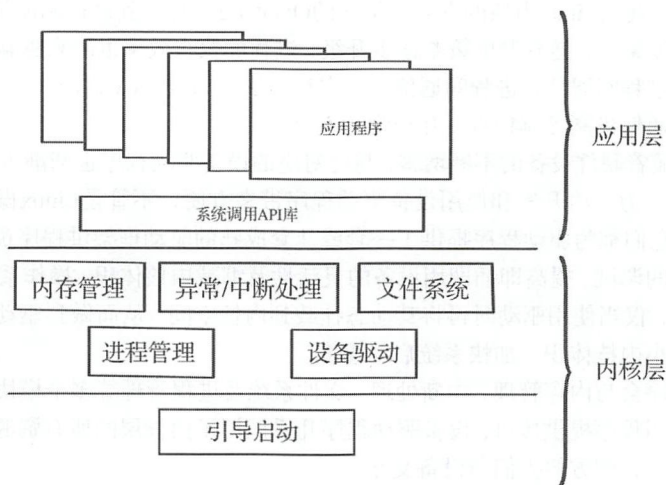 应用程序
应用层
系统调用API库
内存管理
异常/中断处理
文件系统
进程管理
设备驱动
内核层
引导启动